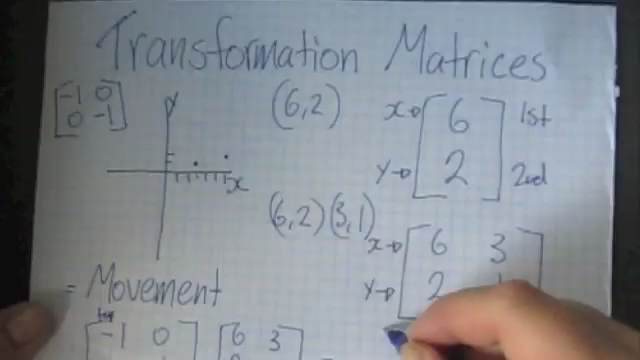 Transformation Matrices
-1 0
0 -1
y
x
(6,2)
x→ 6 1st
y→ 2 2nd
(6,2)(3,1)
x→ 6 3
y→ 2 1
= Movement
-1 0 6 3 =